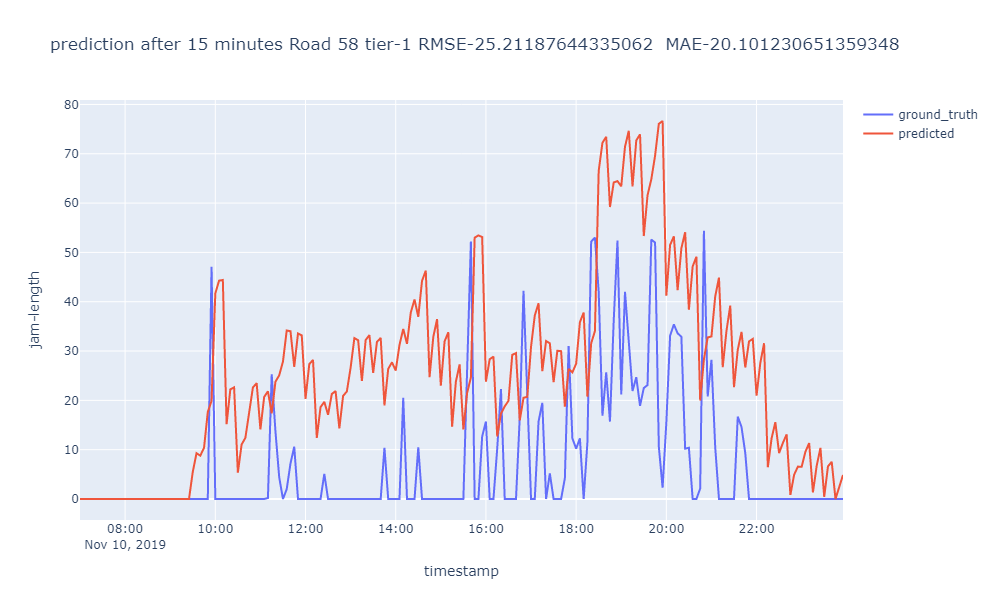 prediction after 15 minutes Road 58 tier-1 RMSE-25.21187644335062  MAE-20.101230651359348
ground_truth
predicted
80
70
60
50
40
30
20
10
0
jam-length
08:00 10:00 12:00 14:00 16:00 18:00 20:00 22:00
Nov 10, 2019
timestamp